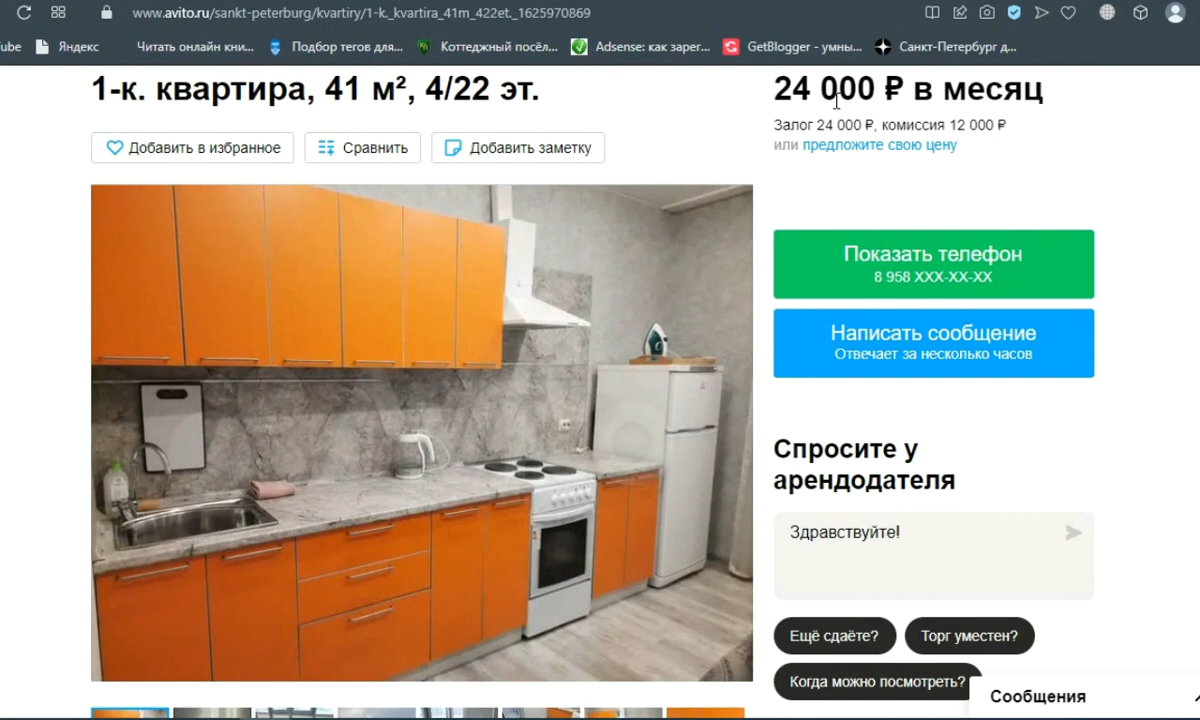 www.avito.ru/sankt-peterburg/kvartiry/1-k._kvartira_41m_422et._1625970869
ube Яндекс Читать онлайн кни... Подбор тегов для... Коттеджный посёл... Adsense: как зарег... GetBlogger - умны... Санкт-Петербург д...
1-к. квартира, 41 м², 4/22 эт.
24 000 ₽ в месяц
Залог 24 000 ₽, комиссия 12 000 ₽
или предложите свою цену
Добавить в избранное Сравнить Добавить заметку
Показать телефон
8 958 XXX-XX-XX
Написать сообщение
Отвечает за несколько часов
Спросите у
арендодателя
Здравствуйте!
Ещё сдаёте? Торг уместен?
Когда можно посмотреть?
Сообщения